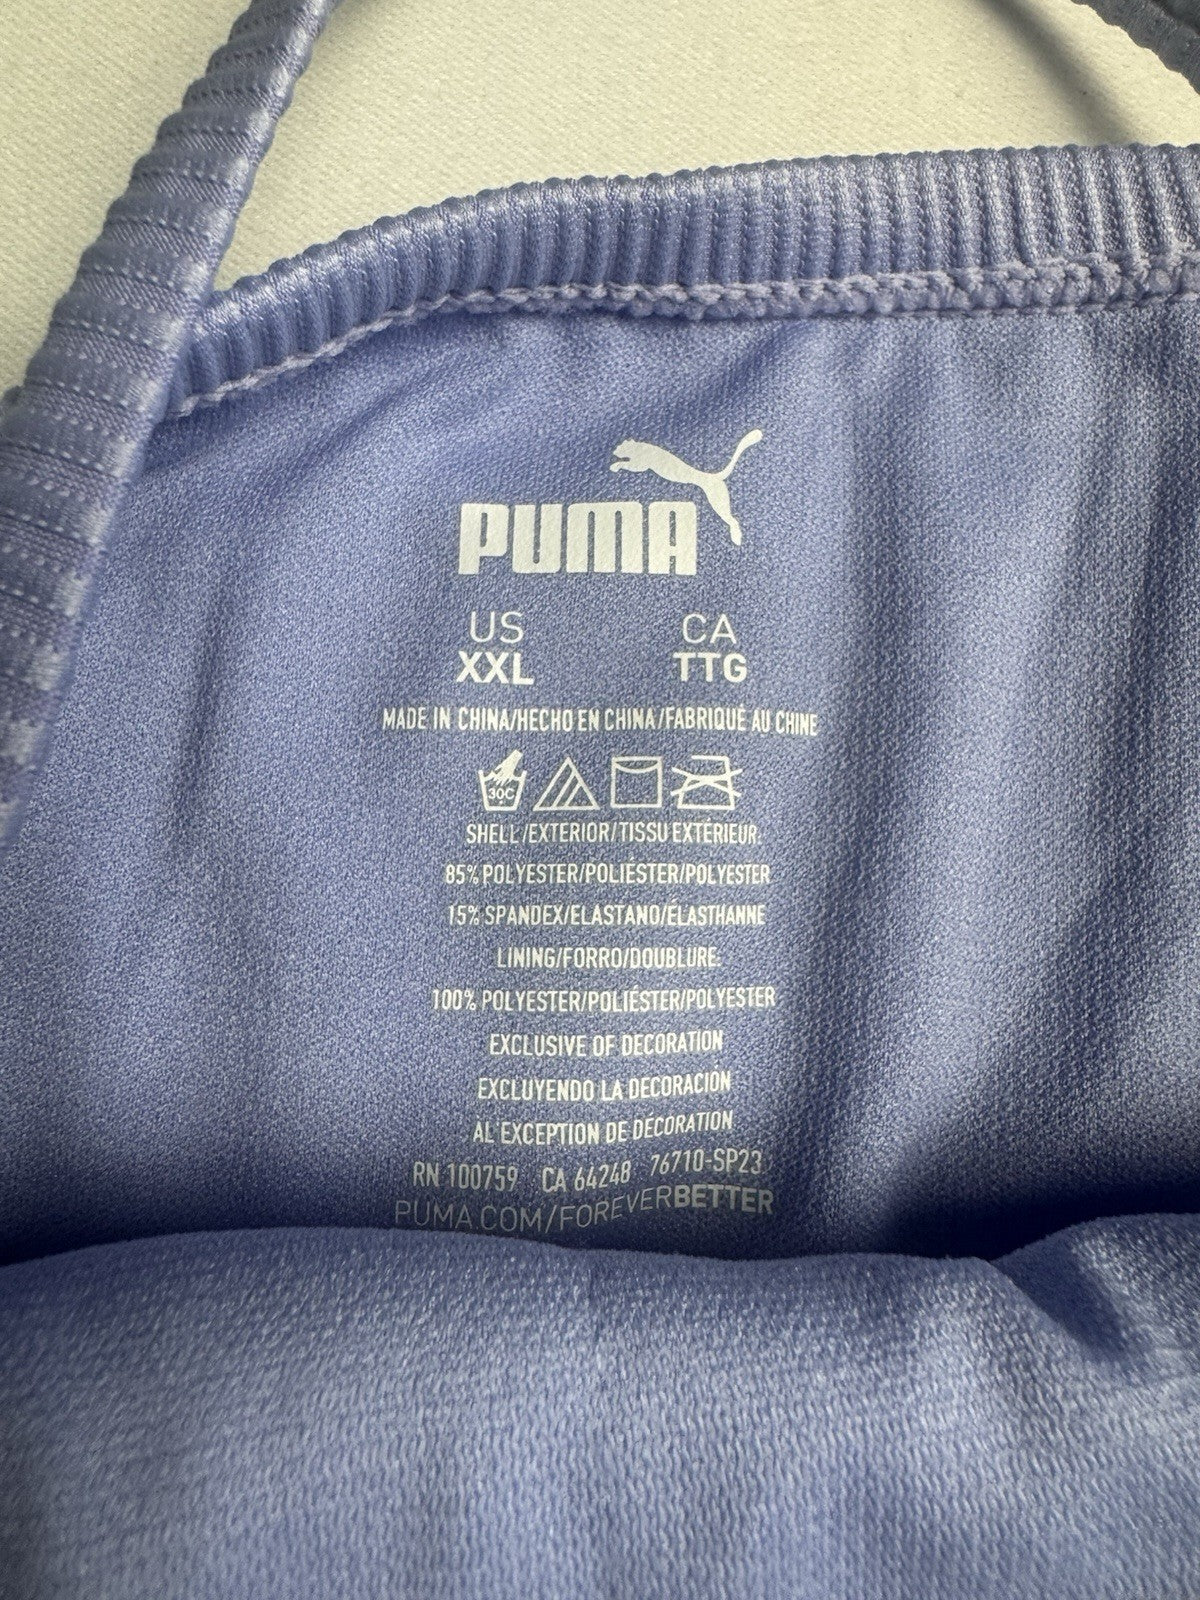 PUMA
US CA
XXL TTG
MADE IN CHINA/HECHO EN CHINA/FABRIQUÉ AU CHINE
30C
SHELL/EXTERIOR/TISSU EXTÉRIEUR:
85% POLYESTER/POLIÉSTER/POLYESTER
15% SPANDEX/ELASTANO/ÉLASTHANNE
LINING/FORRO/DOUBLURE:
100% POLYESTER/POLIÉSTER/POLYESTER
EXCLUSIVE OF DECORATION
EXCLUYENDO LA DECORACIÓN
AL'EXCEPTION DE DÉCORATION
RN 100759 CA 64248 76710-SP23
PUMA.COM/FOREVERBETTER